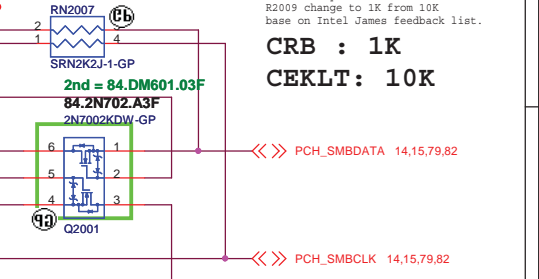 RN2007
R2009 change to 1K from 10K
base on Intel James feedback list.
2
3
1
4
SRN2K2J-1-GP
CRB : 1K
CEKLT: 10K
2nd = 84.DM601.03F
84.2N702.A3F
2N7002KDW-GP
6
1
PCH_SMBDATA 14,15,79,82
5
2
4
3
Q2001
PCH_SMBCLK 14,15,79,82